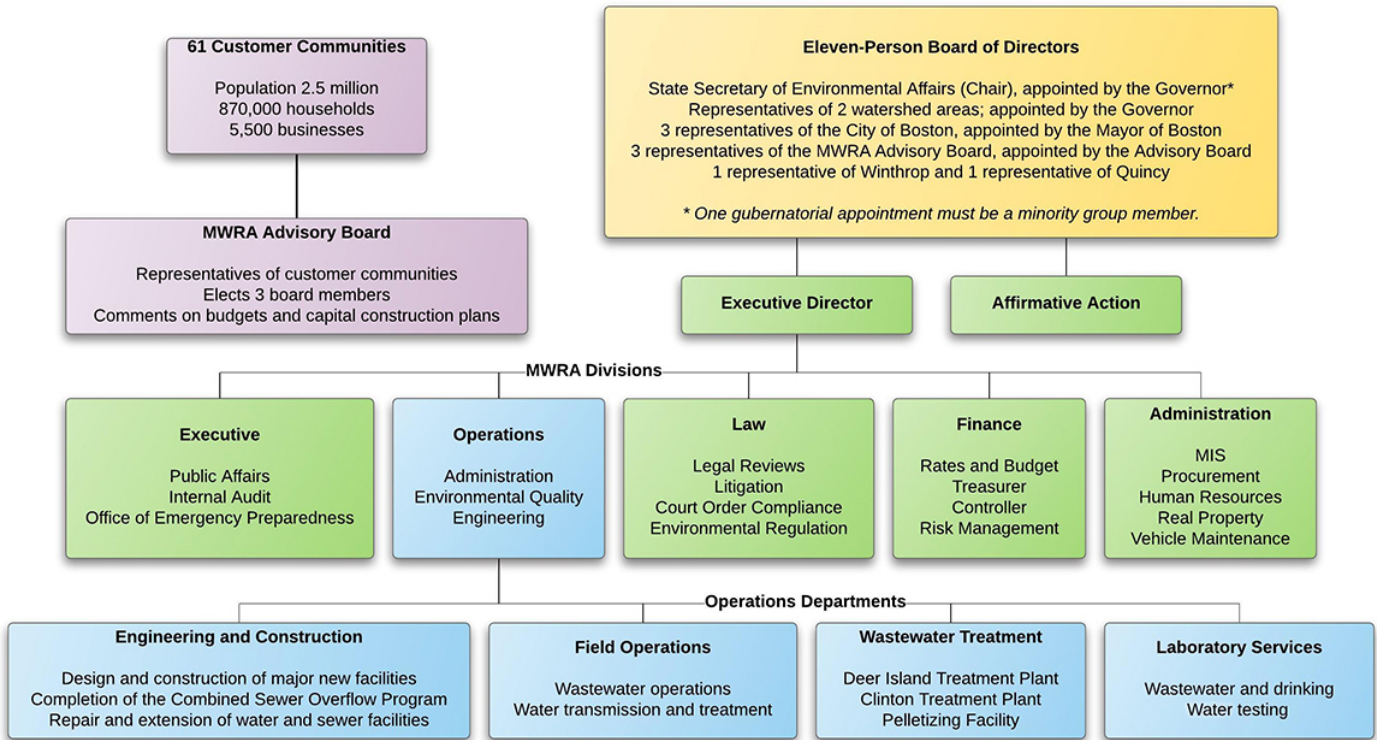 61 Customer Communities
Population 2.5 million
870,000 households
5,500 businesses
MWRA Advisory Board
Representatives of customer communities
Elects 3 board members
Comments on budgets and capital construction plans
Eleven-Person Board of Directors
State Secretary of Environmental Affairs (Chair), appointed by the Governor*
Representatives of 2 watershed areas; appointed by the Governor
3 representatives of the City of Boston, appointed by the Mayor of Boston
3 representatives of the MWRA Advisory Board, appointed by the Advisory Board
1 representative of Winthrop and 1 representative of Quincy
* One gubernatorial appointment must be a minority group member.
Executive Director
Affirmative Action
MWRA Divisions
Executive
Public Affairs
Internal Audit
Office of Emergency Preparedness
Operations
Administration
Environmental Quality
Engineering
Law
Legal Reviews
Litigation
Court Order Compliance
Environmental Regulation
Finance
Rates and Budget
Treasurer
Controller
Risk Management
Administration
MIS
Procurement
Human Resources
Real Property
Vehicle Maintenance
Operations Departments
Engineering and Construction
Design and construction of major new facilities
Completion of the Combined Sewer Overflow Program
Repair and extension of water and sewer facilities
Field Operations
Wastewater operations
Water transmission and treatment
Wastewater Treatment
Deer Island Treatment Plant
Clinton Treatment Plant
Pelletizing Facility
Laboratory Services
Wastewater and drinking
Water testing